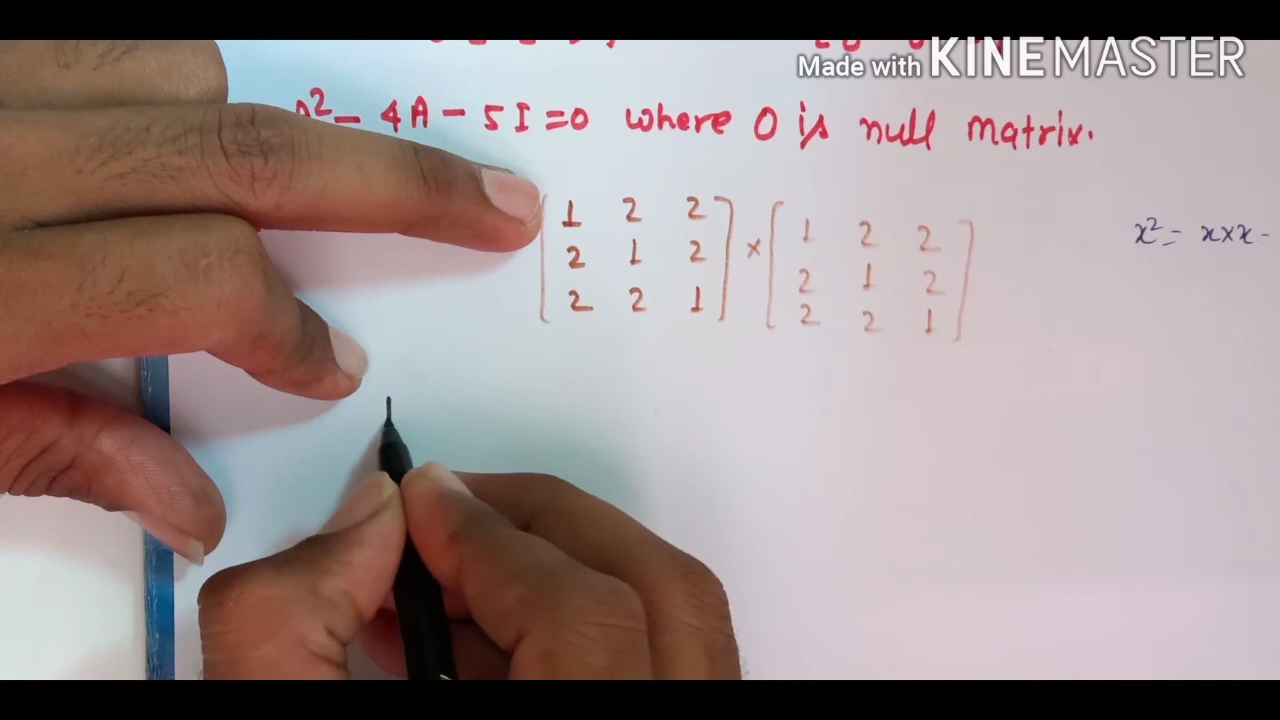 Made with KINEMASTER
A² - 4A - 5I = 0 where 0 is null matrix.
[1 2 2] × [1 2 2] x² = x×x =
[2 1 2] [2 1 2]
[2 2 1] [2 2 1]